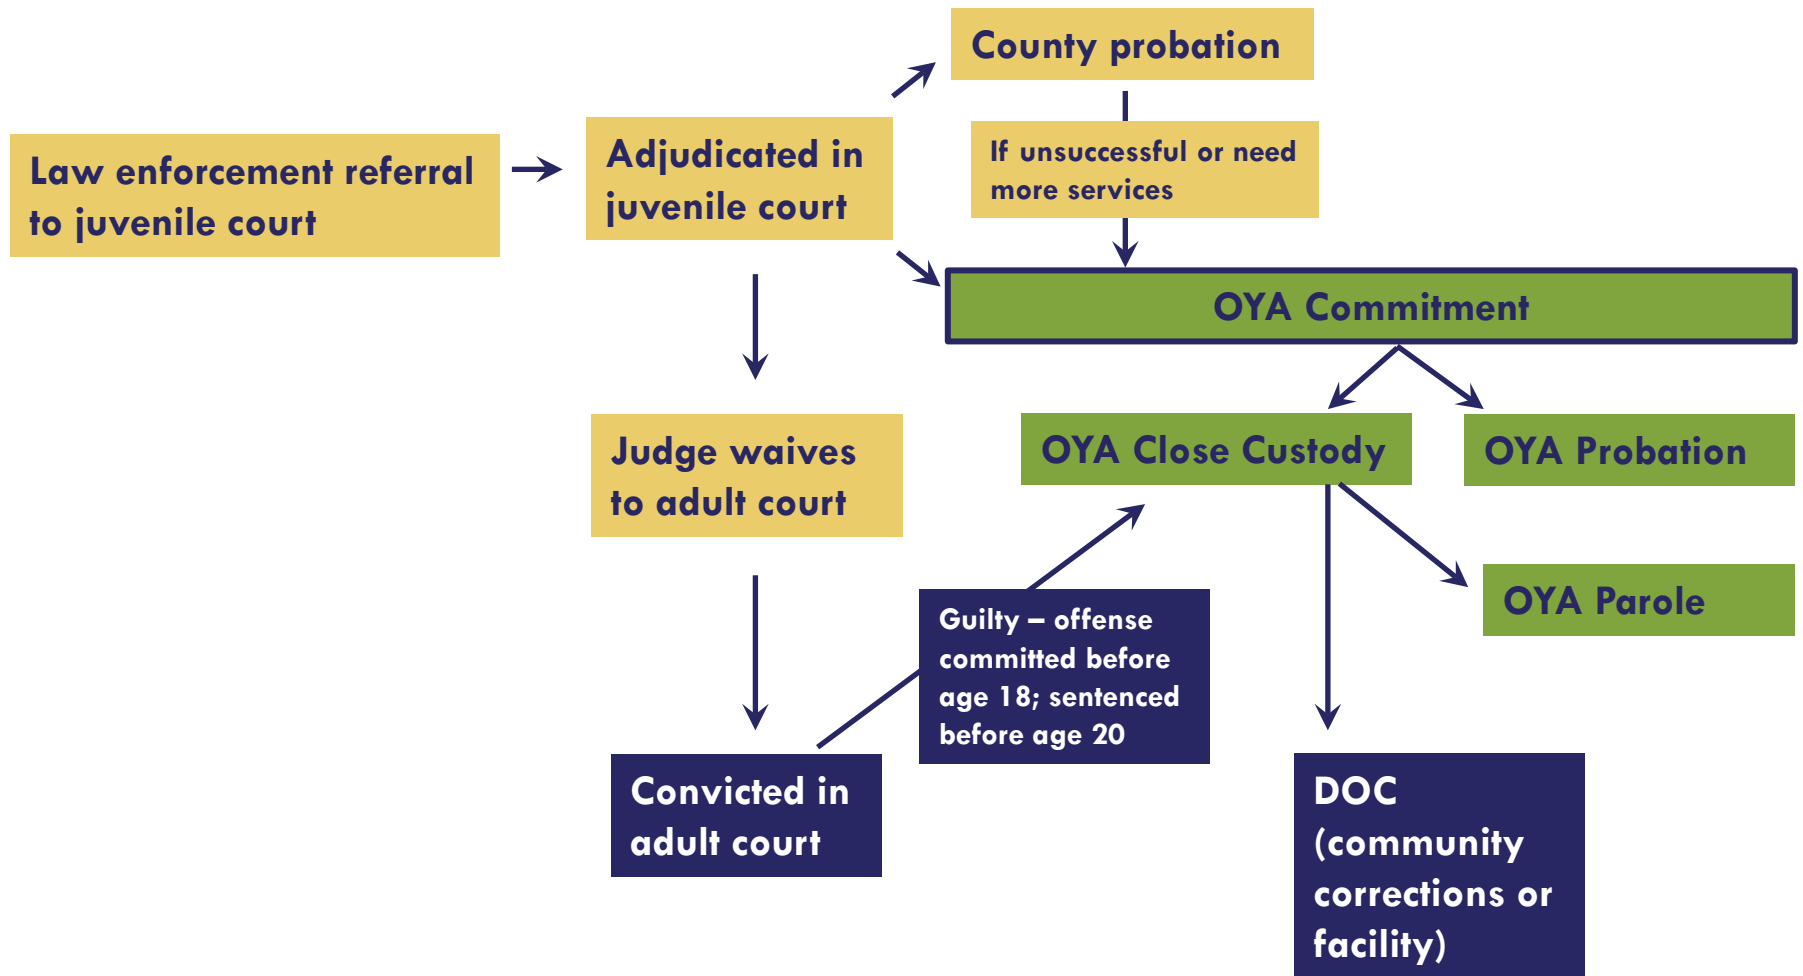 County probation
Law enforcement referral
to juvenile court
Adjudicated in
juvenile court
If unsuccessful or need
more services
OYA Commitment
Judge waives
to adult court
OYA Close Custody
OYA Probation
OYA Parole
Guilty – offense
committed before
age 18; sentenced
before age 20
Convicted in
adult court
DOC
(community
corrections or
facility)